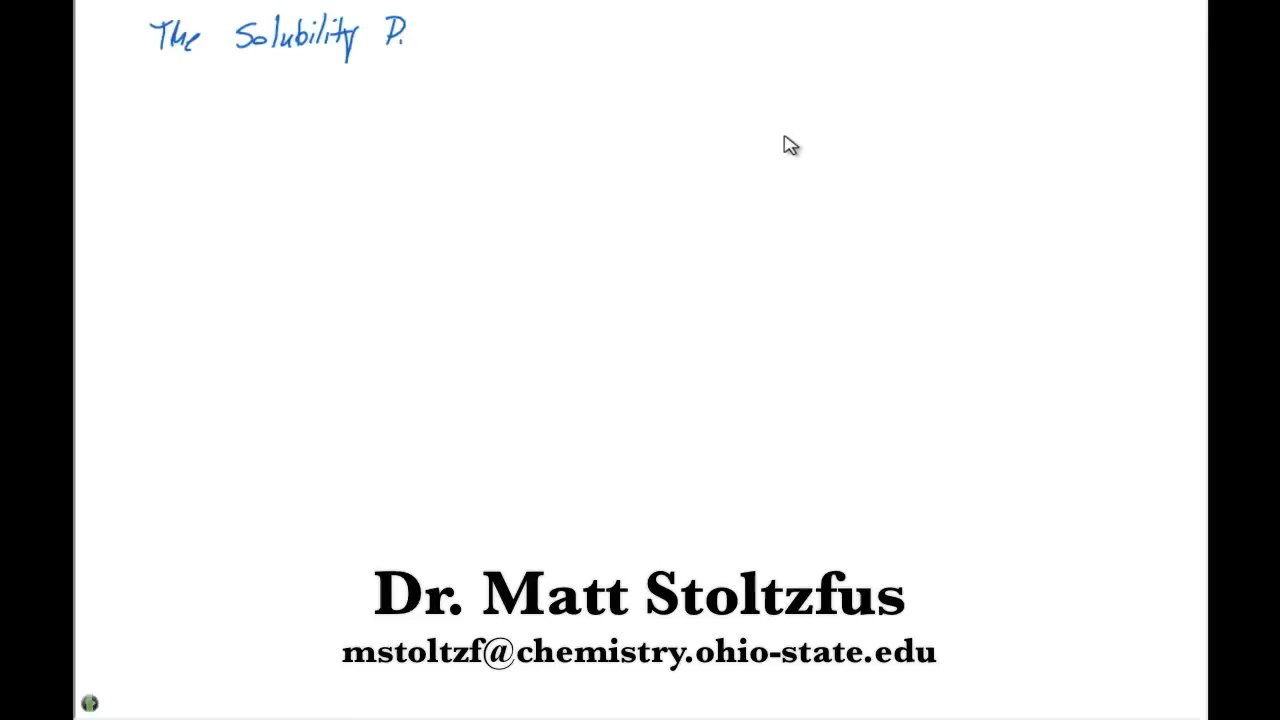 The Solubility P.
Dr. Matt Stoltzfus
mstoltzf@chemistry.ohio-state.edu